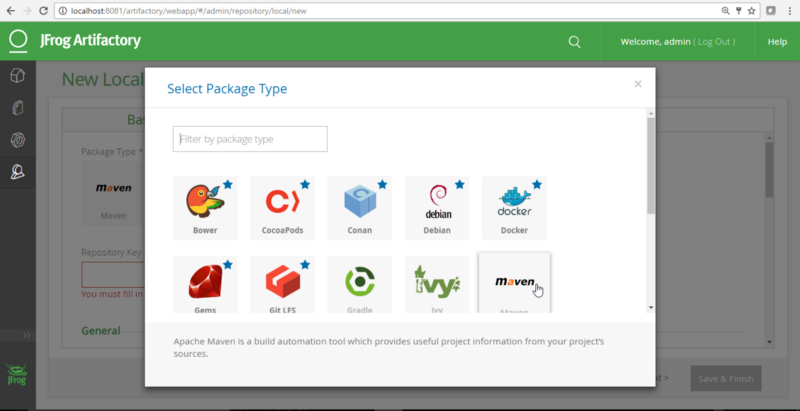 localhost:8081/artifactory/webapp/#/admin/repository/local/new
JFrog Artifactory
Welcome, admin ( Log Out )
Help
New Local
Select Package Type
×
Bas
Filter by package type
Package Type *
Maven
Maven
Bower
CocoaPods
Conan
debian
Debian
docker
Docker
Repository Key
You must fill in
Gems
Git LFS
Gradle
Ivy
Ivy
Maven
Maven
General
Apache Maven is a build automation tool which provides useful project information from your project's
sources.
JFrog
>
Save & Finish